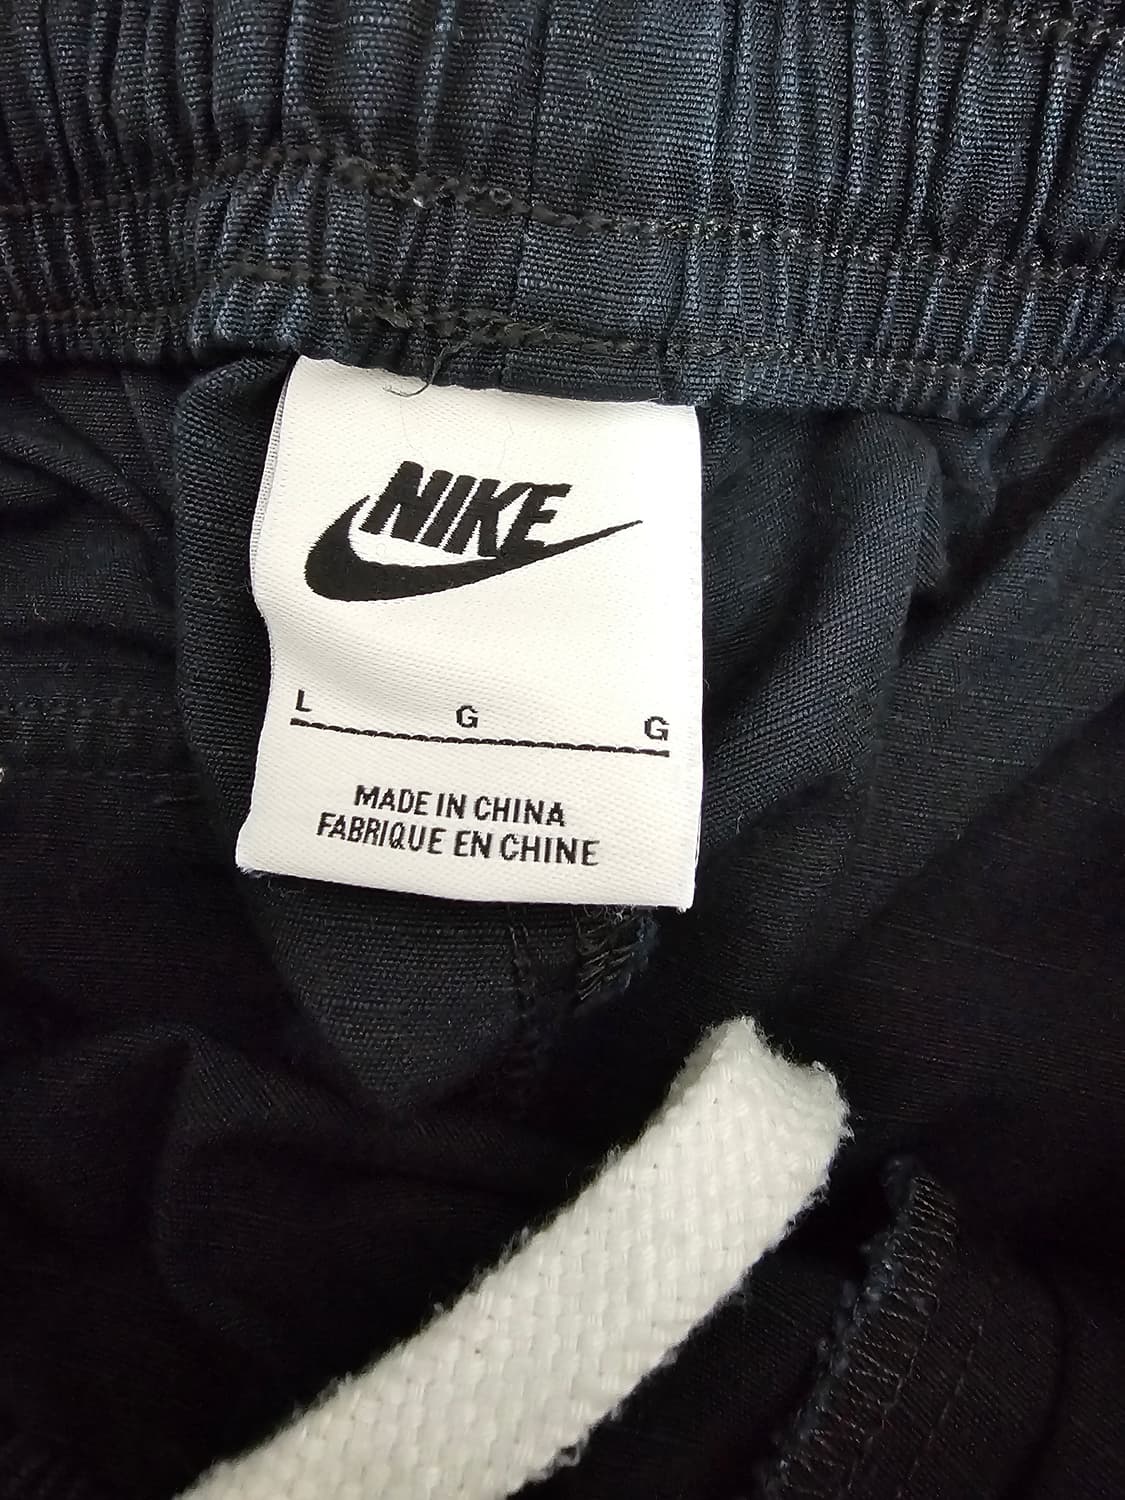 NIKE
L G G
MADE IN CHINA
FABRIQUE EN CHINE